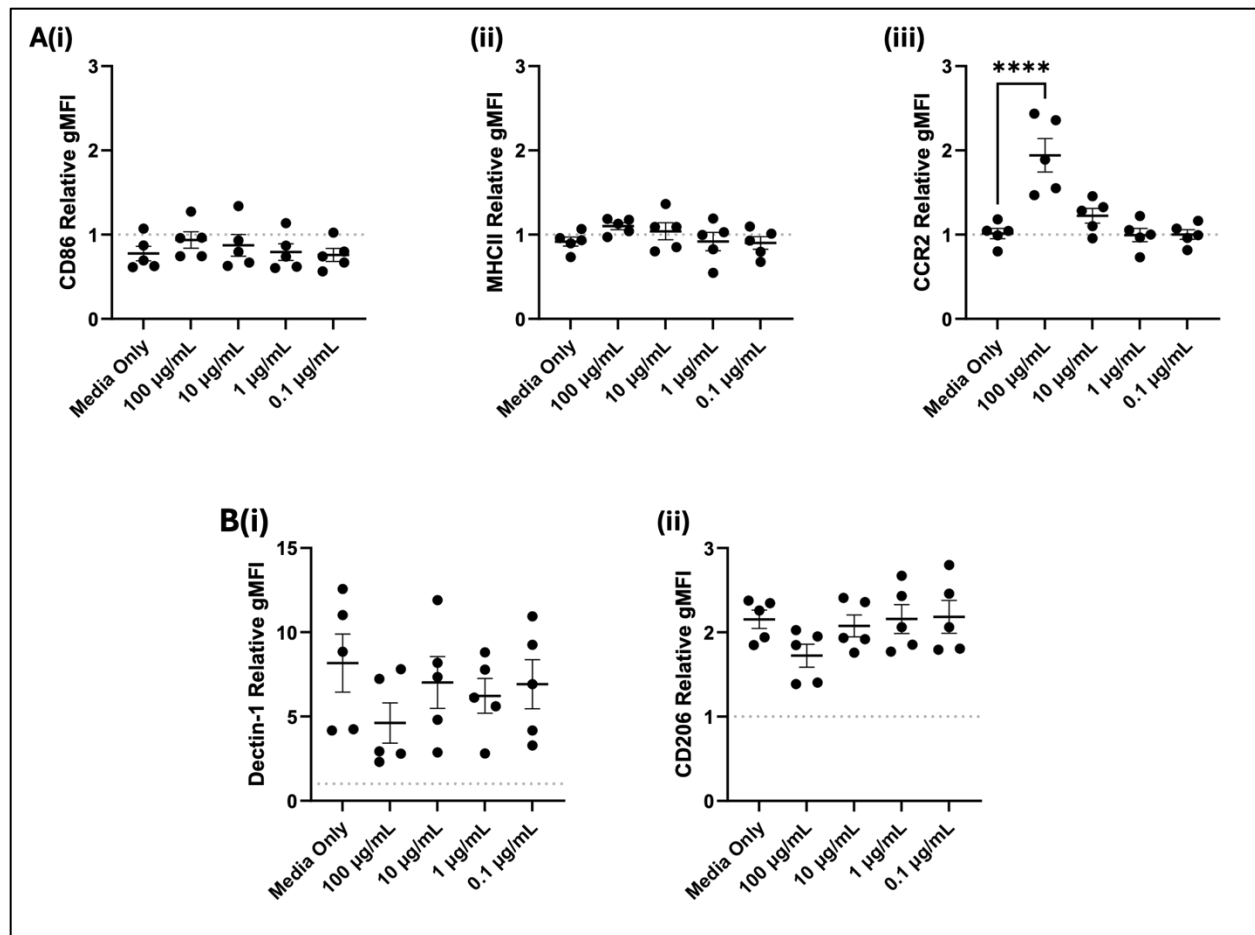 A(i)
(ii)
(iii)
3
2
1
0
CD86 Relative gMFI
Media Only
100 µg/mL
10 µg/mL
1 µg/mL
0.1 µg/mL
3
2
1
0
MHCII Relative gMFI
Media Only
100 µg/mL
10 µg/mL
1 µg/mL
0.1 µg/mL
****
3
2
1
0
CCR2 Relative gMFI
Media Only
100 µg/mL
10 µg/mL
1 µg/mL
0.1 µg/mL
B(i)
(ii)
15
10
5
0
Dectin-1 Relative gMFI
Media Only
100 µg/mL
10 µg/mL
1 µg/mL
0.1 µg/mL
3
2
1
0
CD206 Relative gMFI
Media Only
100 µg/mL
10 µg/mL
1 µg/mL
0.1 µg/mL